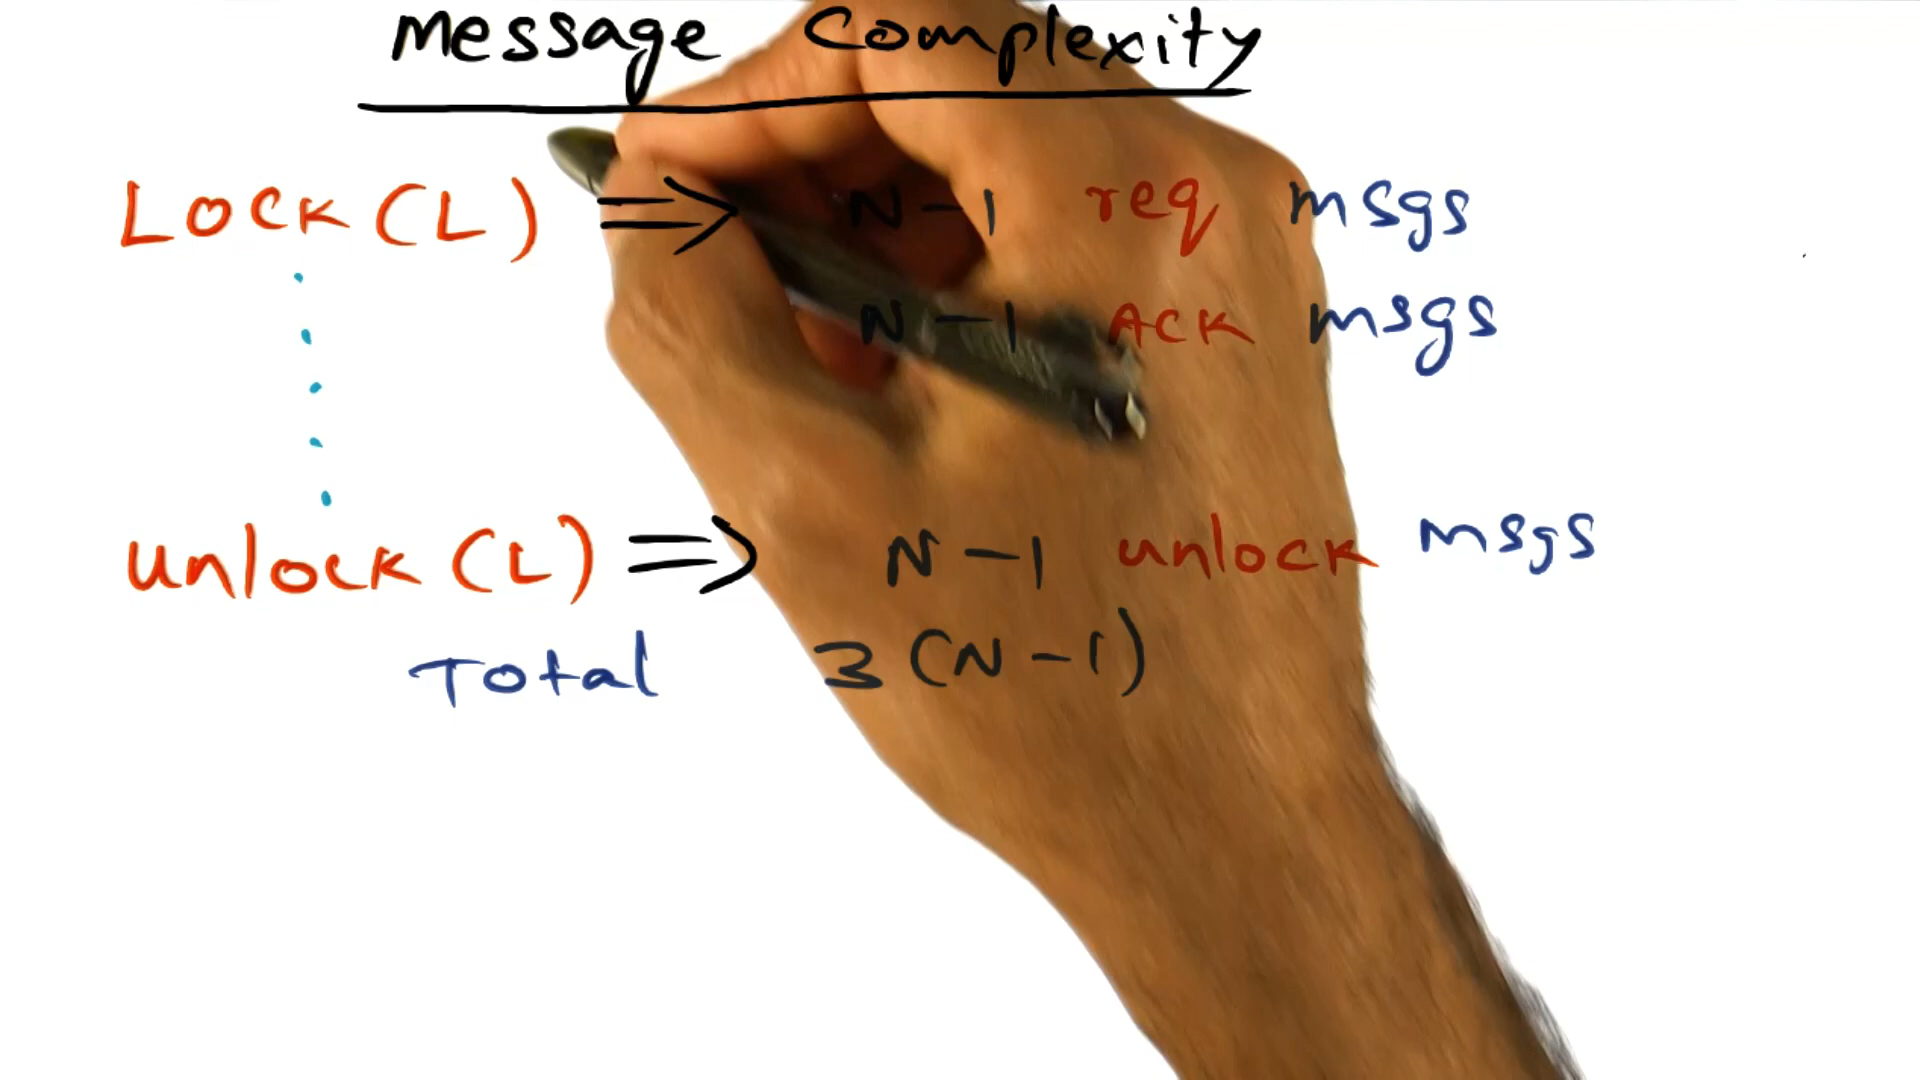 Message Complexity
Lock (L) ⇒ N-1 req msgs
N-1 ACK msgs
unlock (L) ⇒ N-1 unlock msgs
Total 3 (N-1)